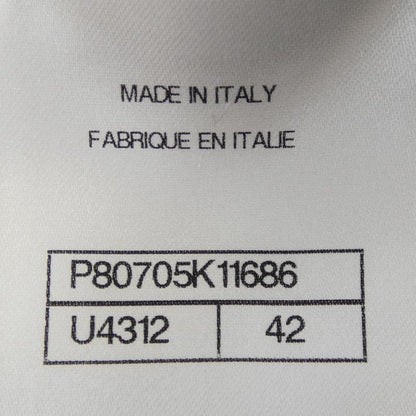 MADE IN ITALY
FABRIQUE EN ITALIE
P80705K11686
U4312 42